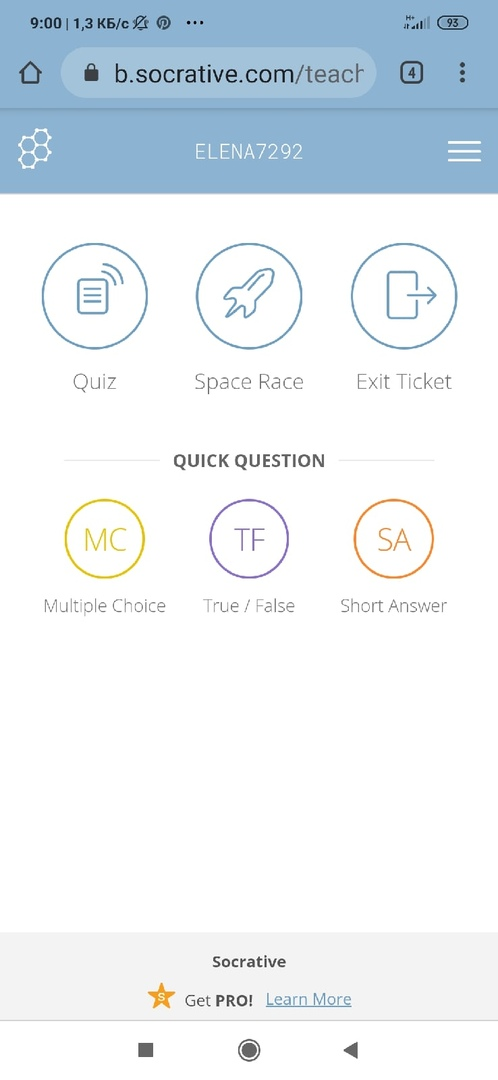 9:00 | 1,3 КБ/с
H+
93
b.socrative.com/teach
4
ELENA7292
Quiz Space Race Exit Ticket
QUICK QUESTION
MC TF SA
Multiple Choice True / False Short Answer
Socrative
S Get PRO! Learn More